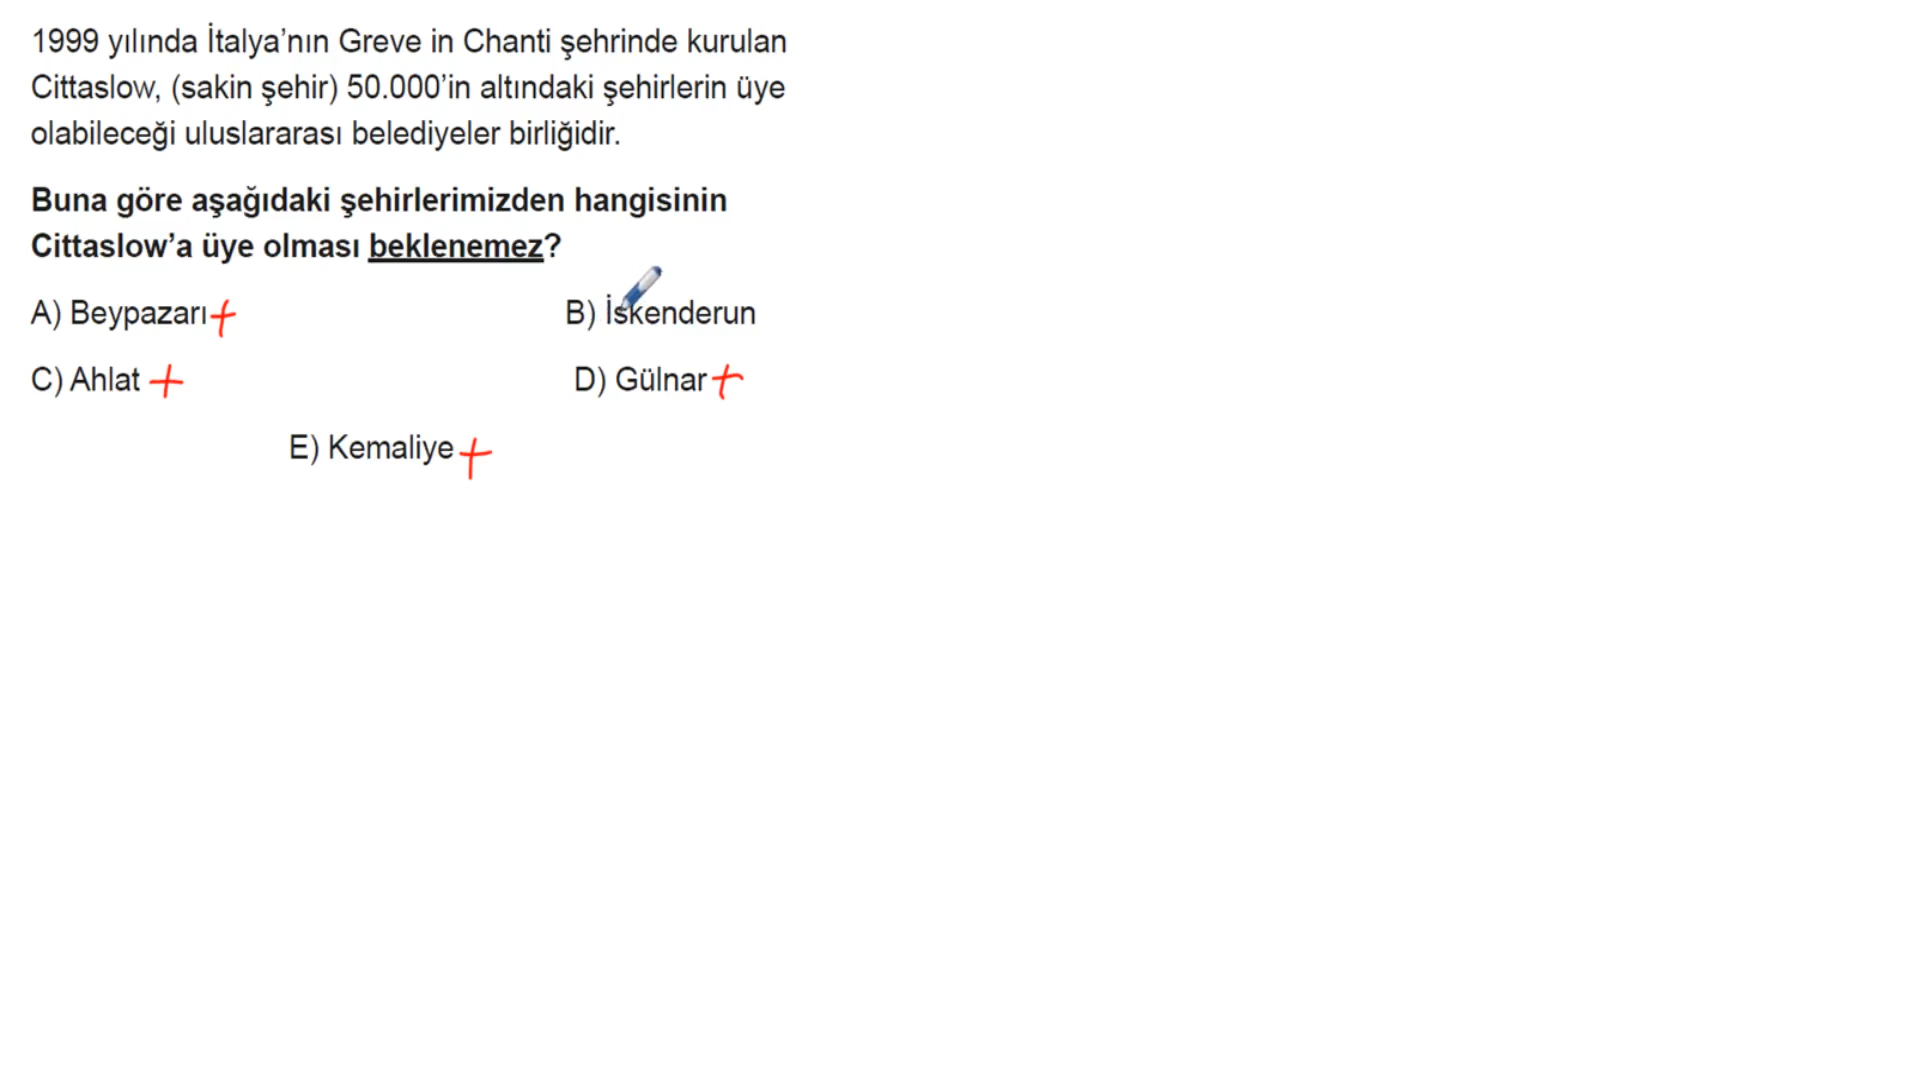 1999 yılında İtalya’nın Greve in Chanti şehrinde kurulan
Cittaslow, (sakin şehir) 50.000’in altındaki şehirlerin üye
olabileceği uluslararası belediyeler birliğidir.
Buna göre aşağıdaki şehirlerimizden hangisinin
Cittaslow’a üye olması beklenemez?
A) Beypazarı +
B) İskenderun
C) Ahlat +
D) Gülnar +
E) Kemaliye +